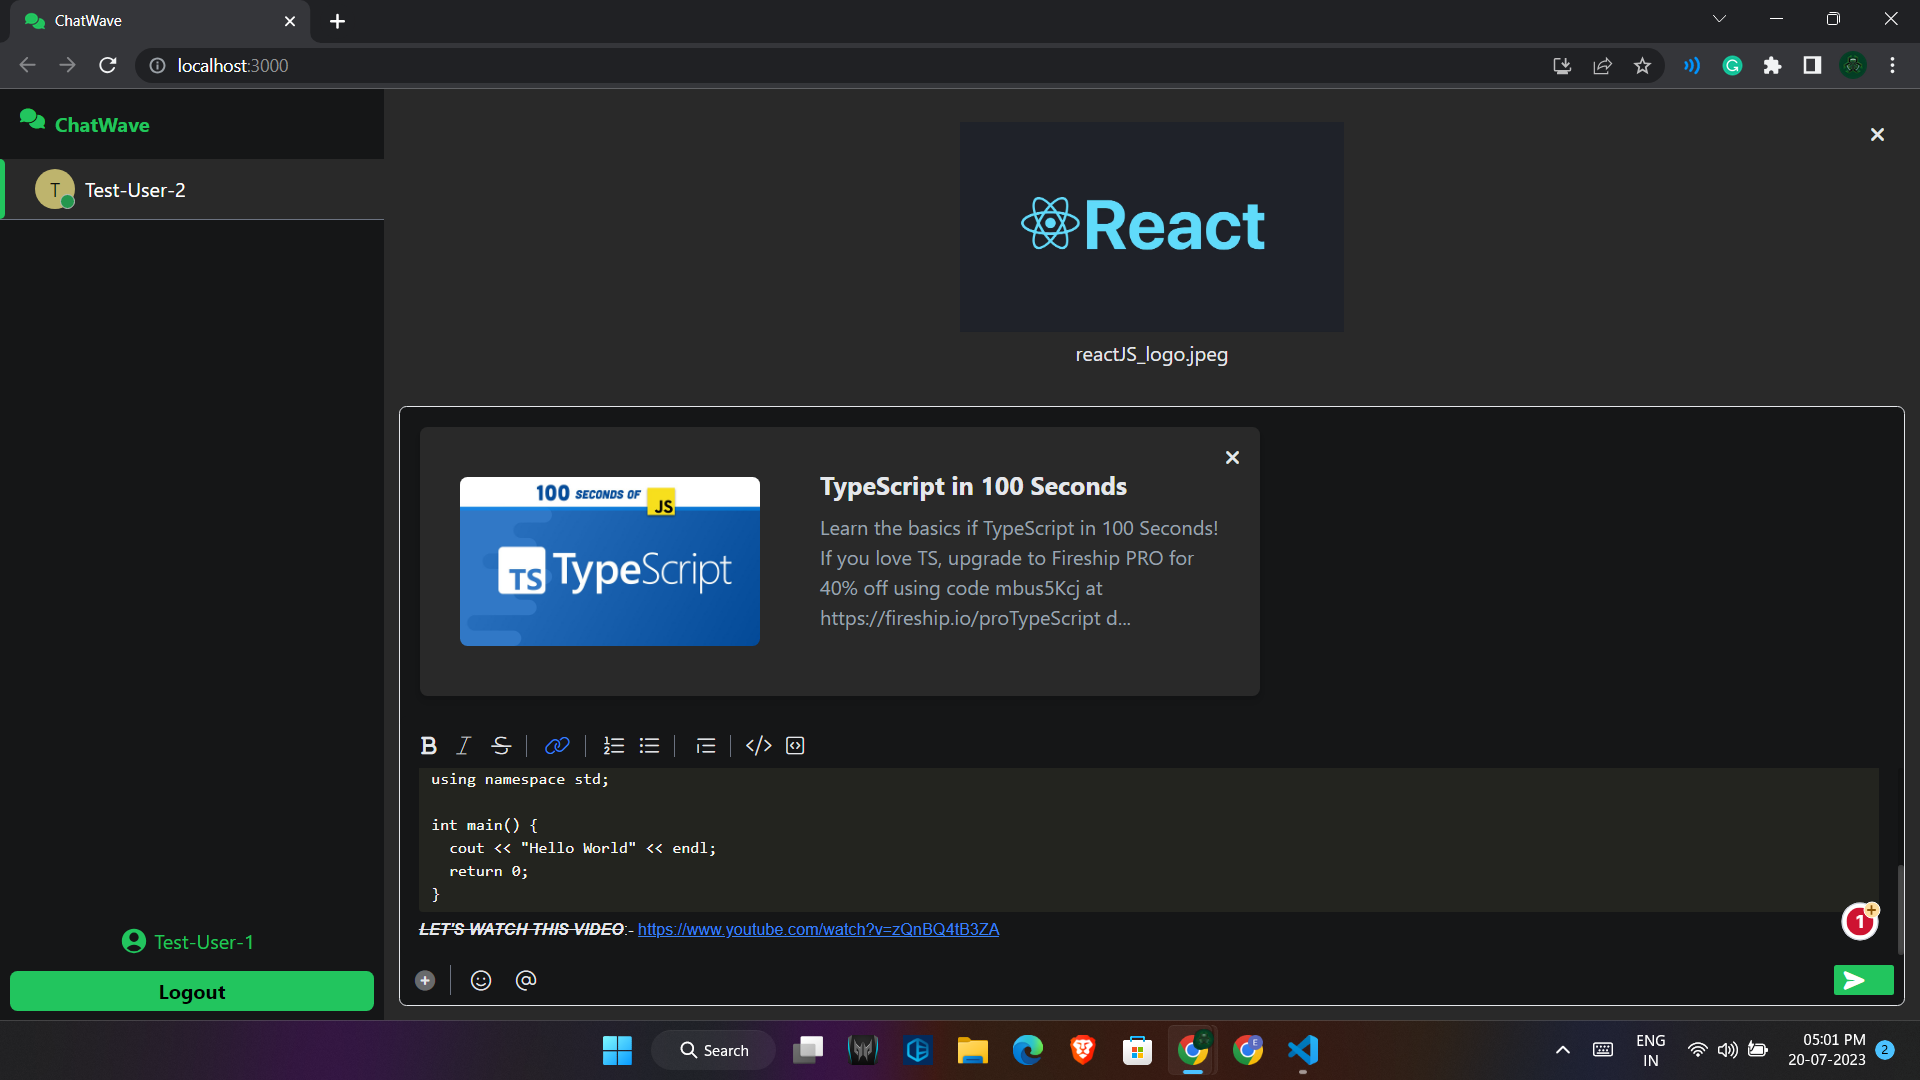 ChatWave
localhost:3000
ChatWave
T
Test-User-2
React
reactJS_logo.jpeg
100 SECONDS OF JS
TS TypeScript
TypeScript in 100 Seconds
Learn the basics if TypeScript in 100 Seconds!
If you love TS, upgrade to Fireship PRO for
40% off using code mbus5Kcj at
https://fireship.io/proTypeScript d...
using namespace std;
int main() {
cout << "Hello World" << endl;
return 0;
}
LET'S WATCH THIS VIDEO:- https://www.youtube.com/watch?v=zQnBQ4tB3ZA
1
Test-User-1
Logout
Search
ENG
IN
05:01 PM
20-07-2023
2